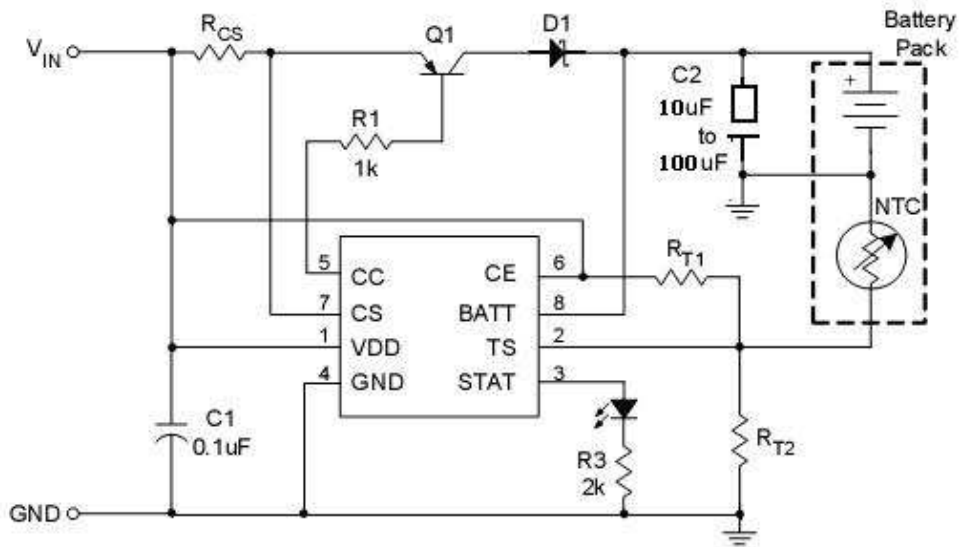 V_IN
R_CS
Q1
D1
Battery
Pack
C2
10uF
to
100uF
+
+
R1
1k
NTC
5
CC
CE
6
R_T1
7
CS
BATT
8
1
VDD
TS
2
4
GND
STAT
3
C1
0.1uF
R3
2k
R_T2
GND